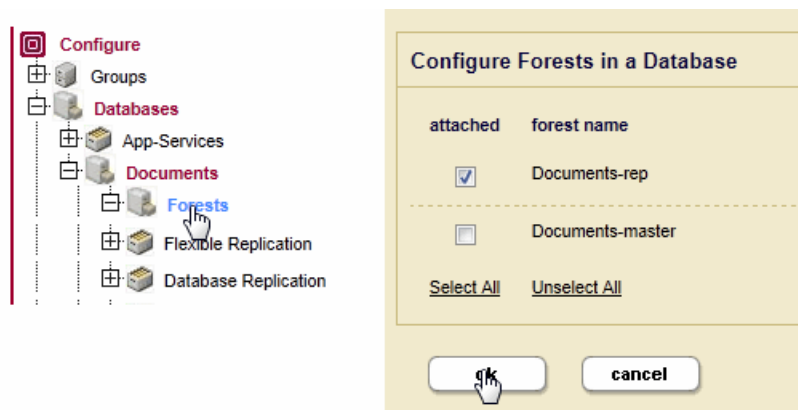 Configure
Groups
Databases
App-Services
Documents
Forests
Flexible Replication
Database Replication
Configure Forests in a Database
attached forest name
Documents-rep
Documents-master
Select All Unselect All
ok cancel